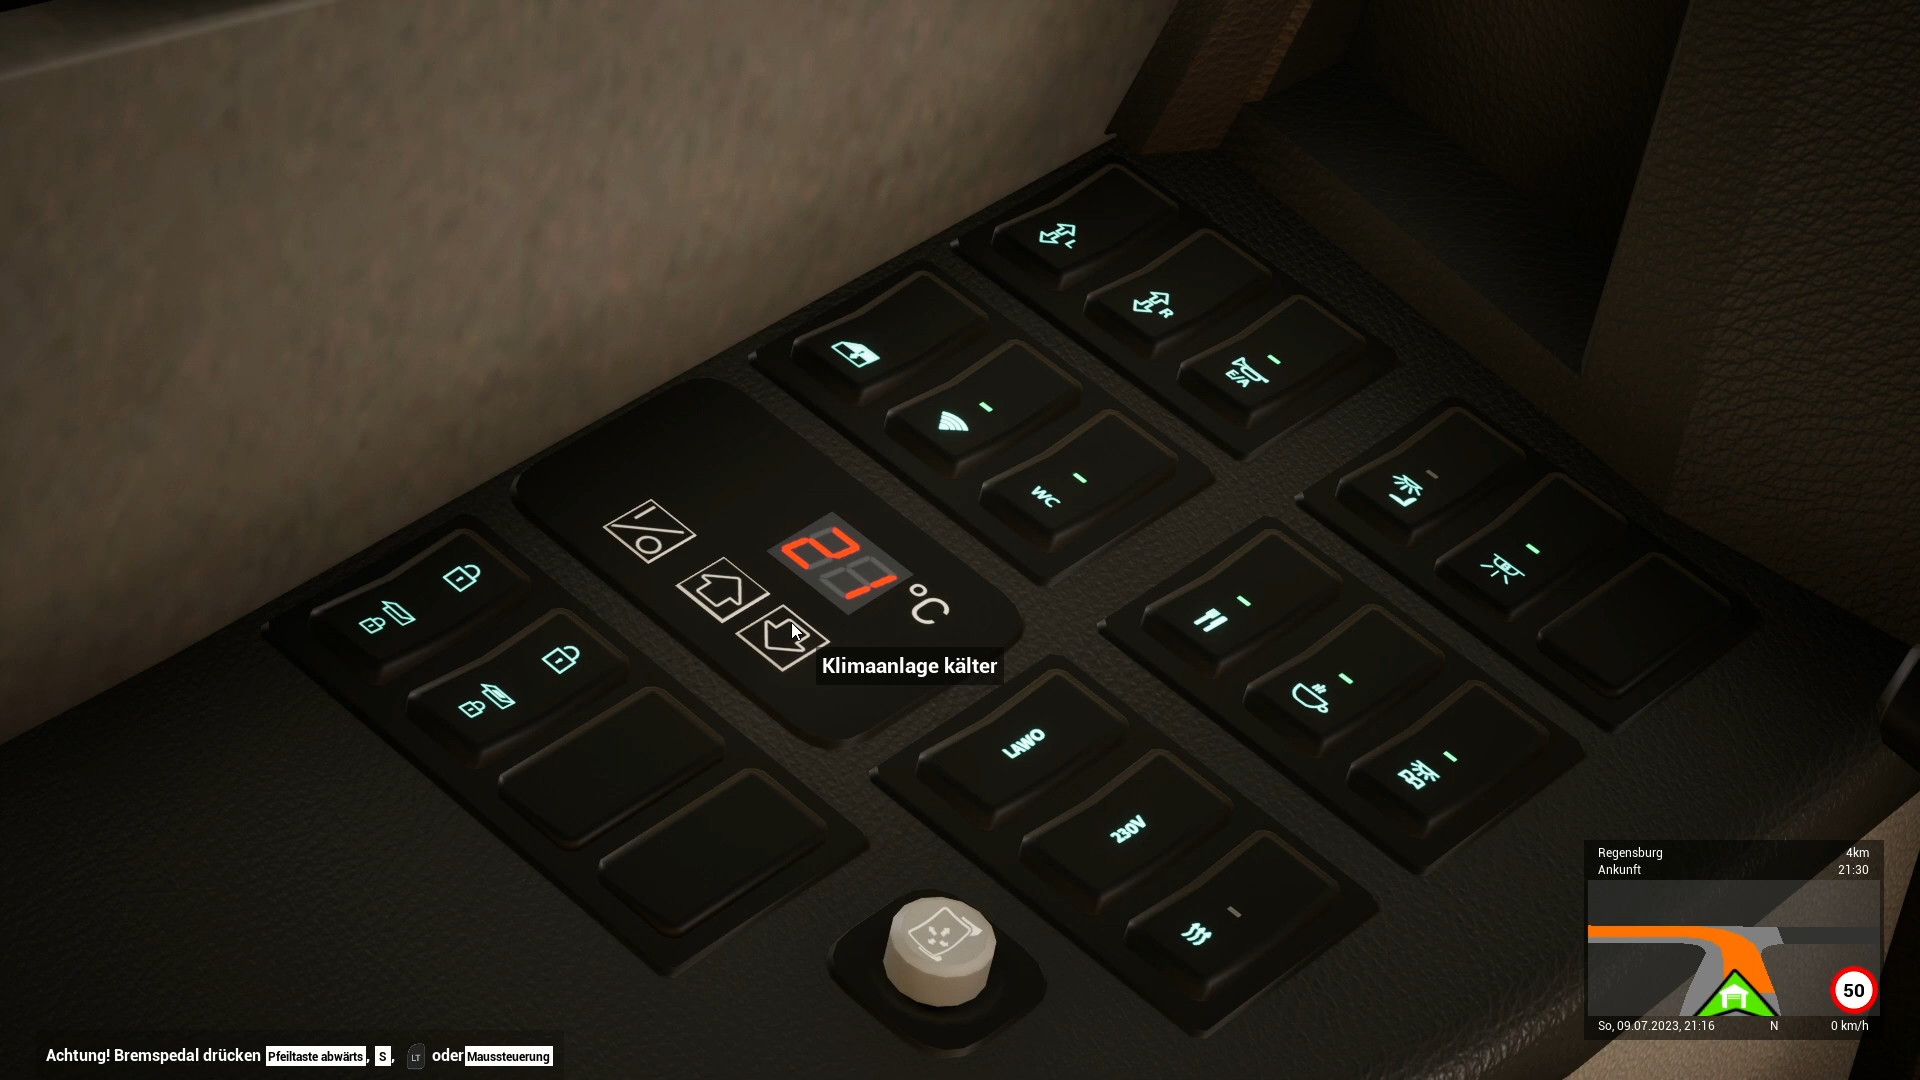 L
R
E/A
WC
21 °C
Klimaanlage kälter
LAWO
230V
Regensburg 4km
Ankunft 21:30
50
So, 09.07.2023, 21:16 N 0 km/h
Achtung! Bremspedal drücken Pfeiltaste abwärts, S, LT oder Maussteuerung